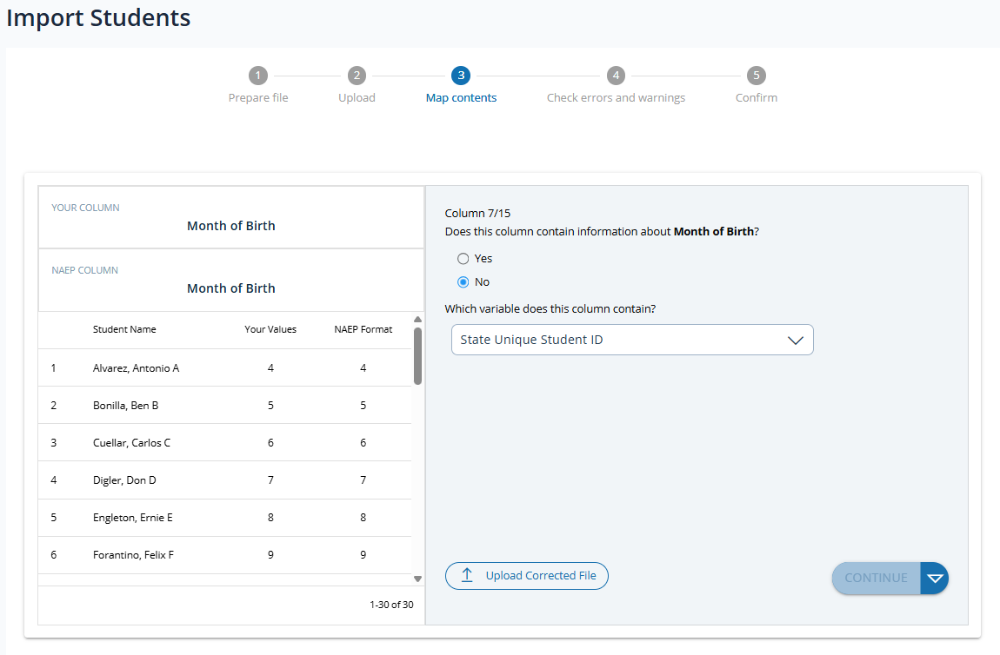 Import Students
1 2 3 4 5
Prepare file Upload Map contents Check errors and warnings Confirm
YOUR COLUMN
Month of Birth
NAEP COLUMN
Month of Birth
Student Name Your Values NAEP Format
1 Alvarez, Antonio A 4 4
2 Bonilla, Ben B 5 5
3 Cuellar, Carlos C 6 6
4 Digler, Don D 7 7
5 Engleton, Ernie E 8 8
6 Forantino, Felix F 9 9
1-30 of 30
Column 7/15
Does this column contain information about Month of Birth?
Yes
No
Which variable does this column contain?
State Unique Student ID
Upload Corrected File
CONTINUE